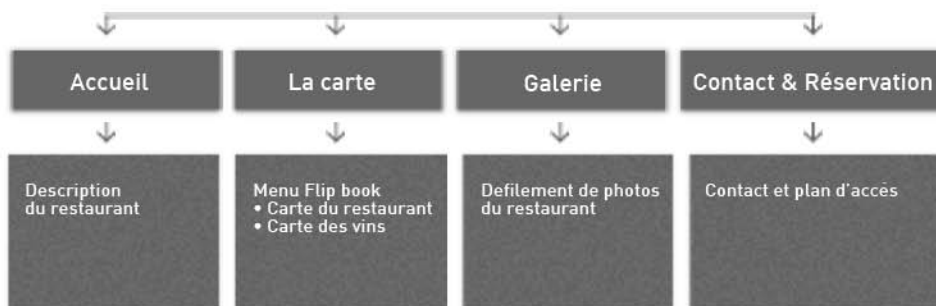 Accueil
La carte
Galerie
Contact & Réservation
Description
du restaurant
Menu Flip book
• Carte du restaurant
• Carte des vins
Defilement de photos
du restaurant
Contact et plan d'accés